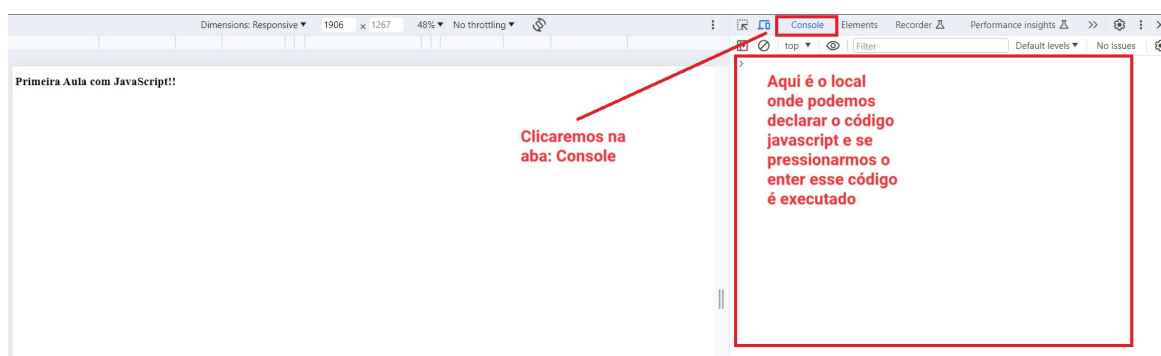 Dimensions: Responsive ▼ 1906 x 1267 48% ▼ No throttling ▼
Console Elements Recorder Performance insights
top ▼ Filter Default levels ▼ No Issues
Primeira Aula com JavaScript!!
Clicaremos na
aba: Console
Aqui é o local
onde podemos
declarar o código
javascript e se
pressionarmos o
enter esse código
é executado